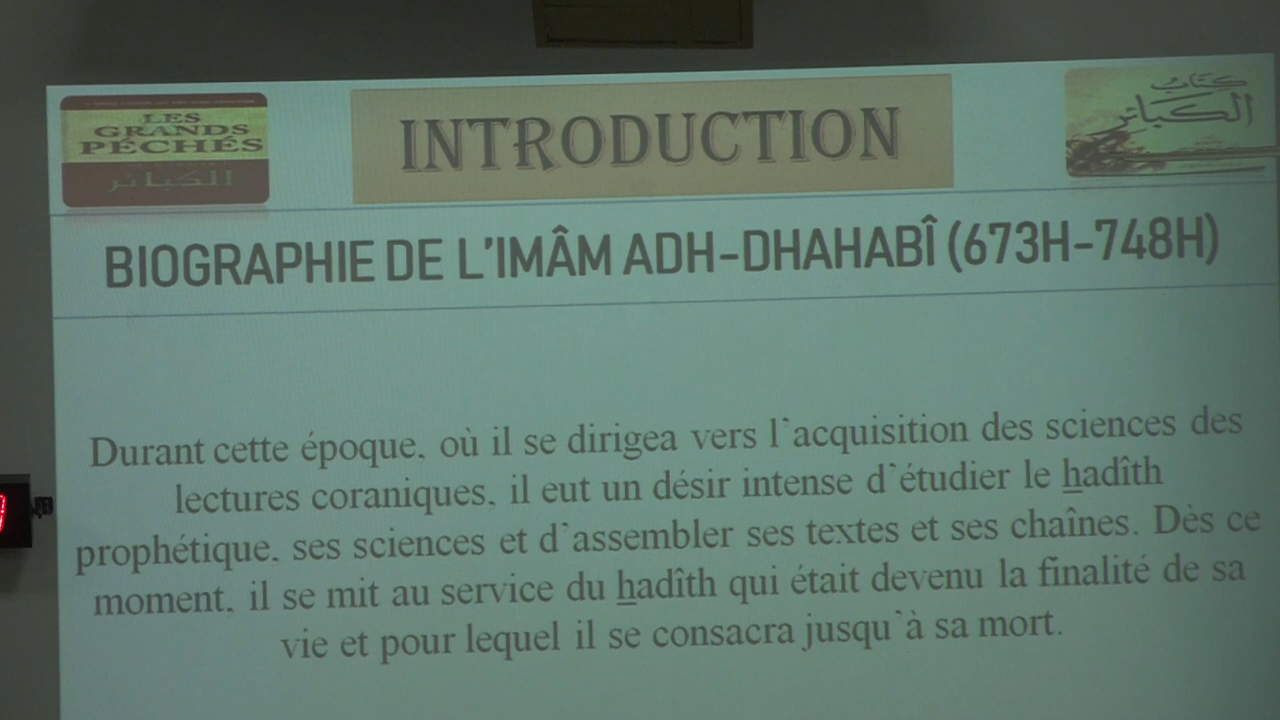 LES
GRANDS
PÉCHÉS
الكبائر
INTRODUCTION
كتاب
الكبائر
BIOGRAPHIE DE L'IMÂM ADH-DHAHABÎ (673H-748H)
Durant cette époque, où il se dirigea vers l'acquisition des sciences des
lectures coraniques, il eut un désir intense d'étudier le hadîth
prophétique, ses sciences et d'assembler ses textes et ses chaînes. Dès ce
moment, il se mit au service du hadîth qui était devenu la finalité de sa
vie et pour lequel il se consacra jusqu'à sa mort.